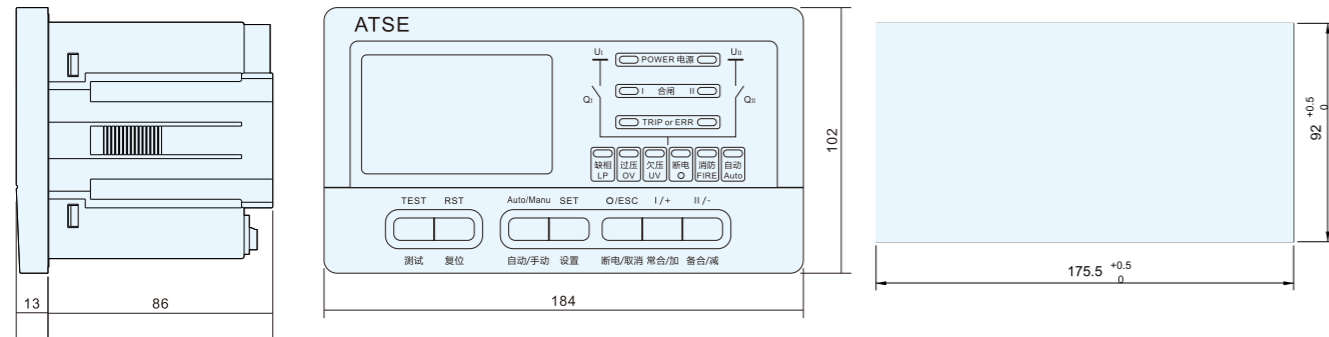 ATSE
UI UII
POWER 电源
QI I 合闸 II QII
TRIP or ERR
缺相 过压 欠压 断电 消防 自动
LP OV UV O FIRE Auto
TEST RST Auto/Manu SET O/ESC I/+ II/-
测试 复位 自动/手动 设置 断电/取消 常合/加 备合/减
13 86
184
102
175.5 +0.5 0
92 +0.5 0